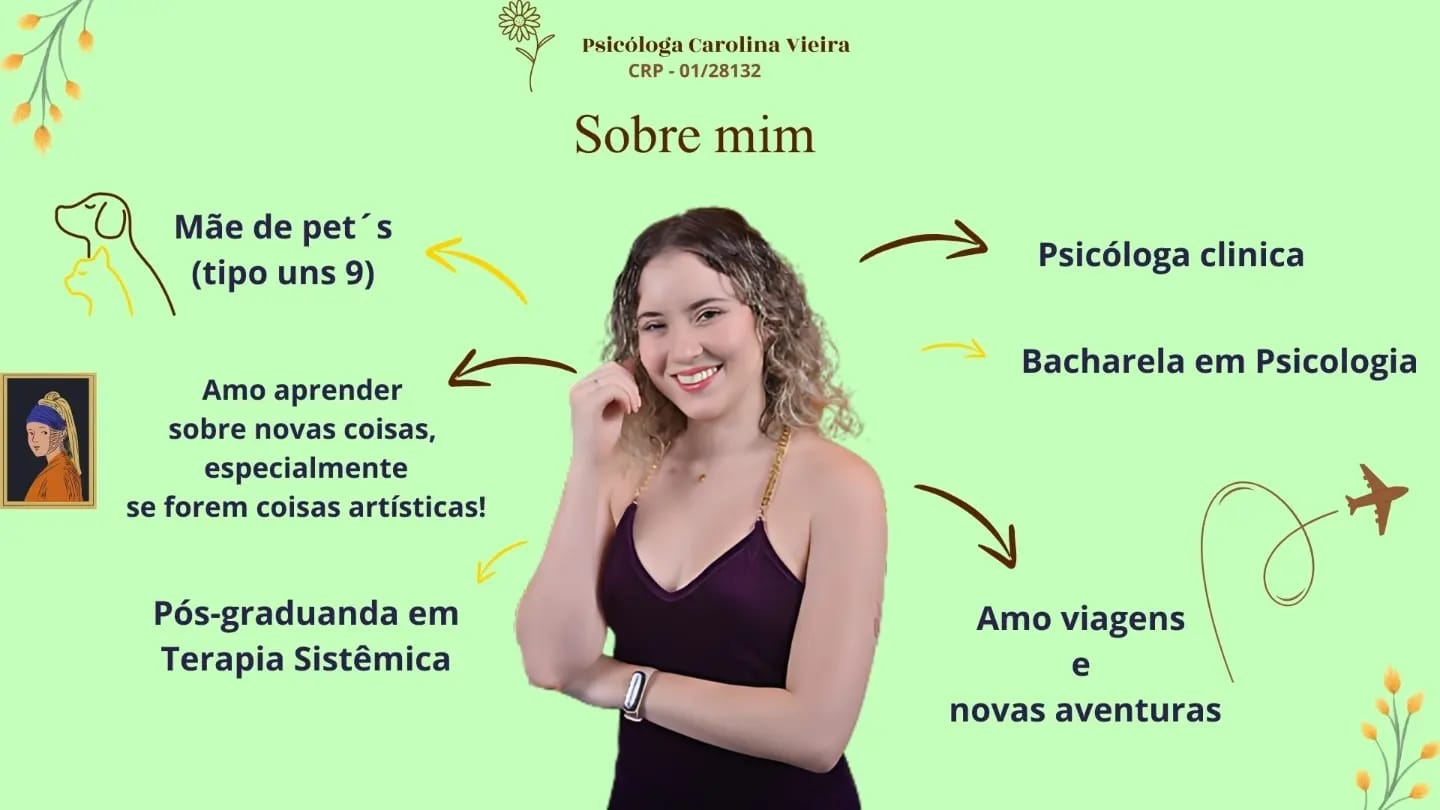 Psicóloga Carolina Vieira
CRP - 01/28132
Sobre mim
Mãe de pet´s
(tipo uns 9)
Amo aprender
sobre novas coisas,
especialmente
se forem coisas artísticas!
Pós-graduanda em
Terapia Sistêmica
Psicóloga clinica
Bacharela em Psicologia
Amo viagens
e
novas aventuras